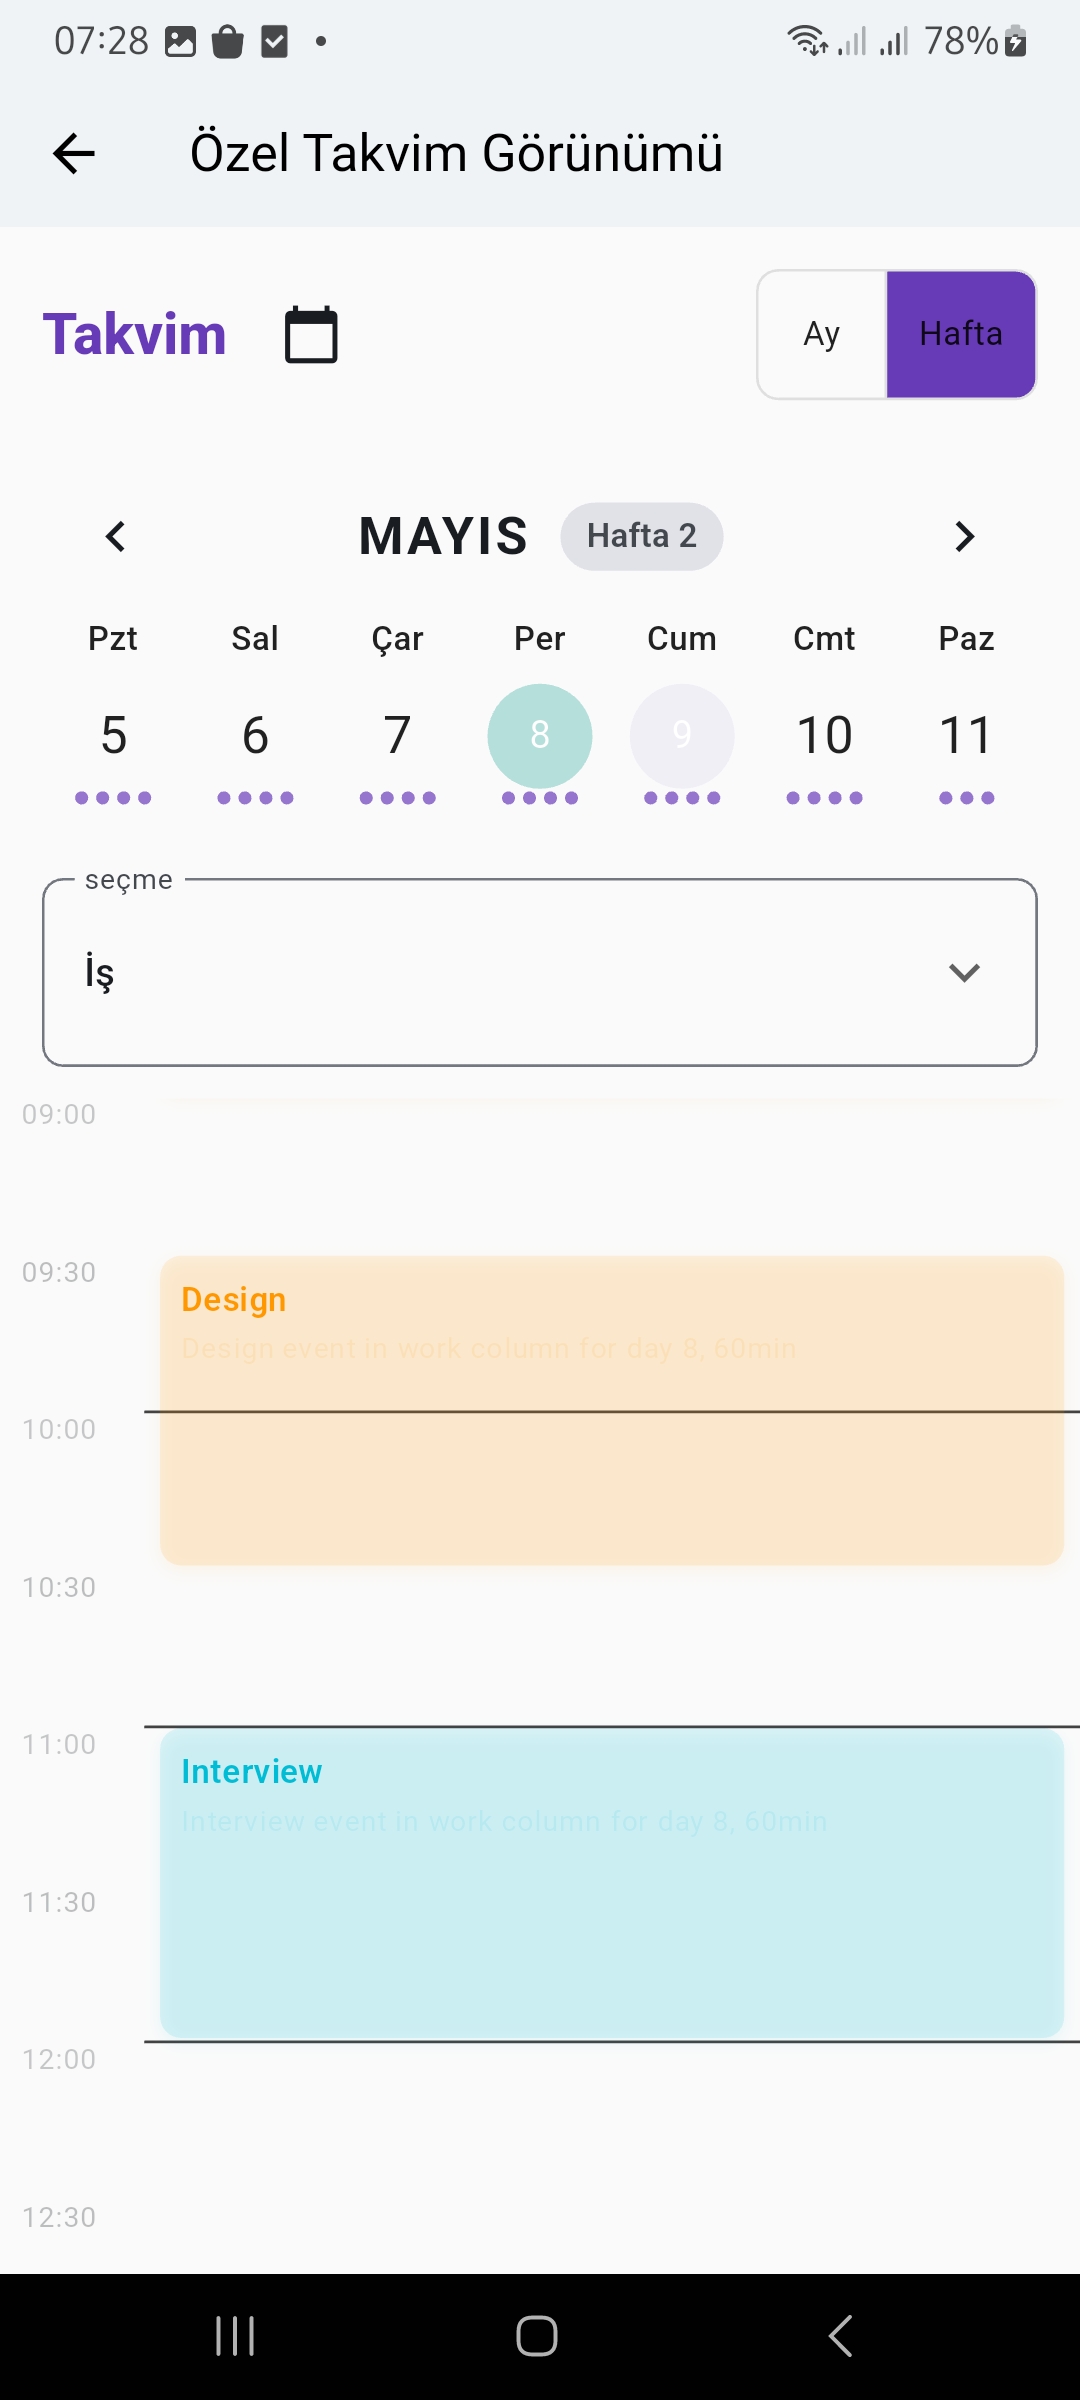 07:28
78%
Özel Takvim Görünümü
Takvim
Ay
Hafta
MAYIS
Hafta 2
Pzt Sal Çar Per Cum Cmt Paz
5 6 7 8 9 10 11
seçme
İş
09:00
09:30
Design
Design event in work column for day 8, 60min
10:00
10:30
11:00
Interview
Interview event in work column for day 8, 60min
11:30
12:00
12:30